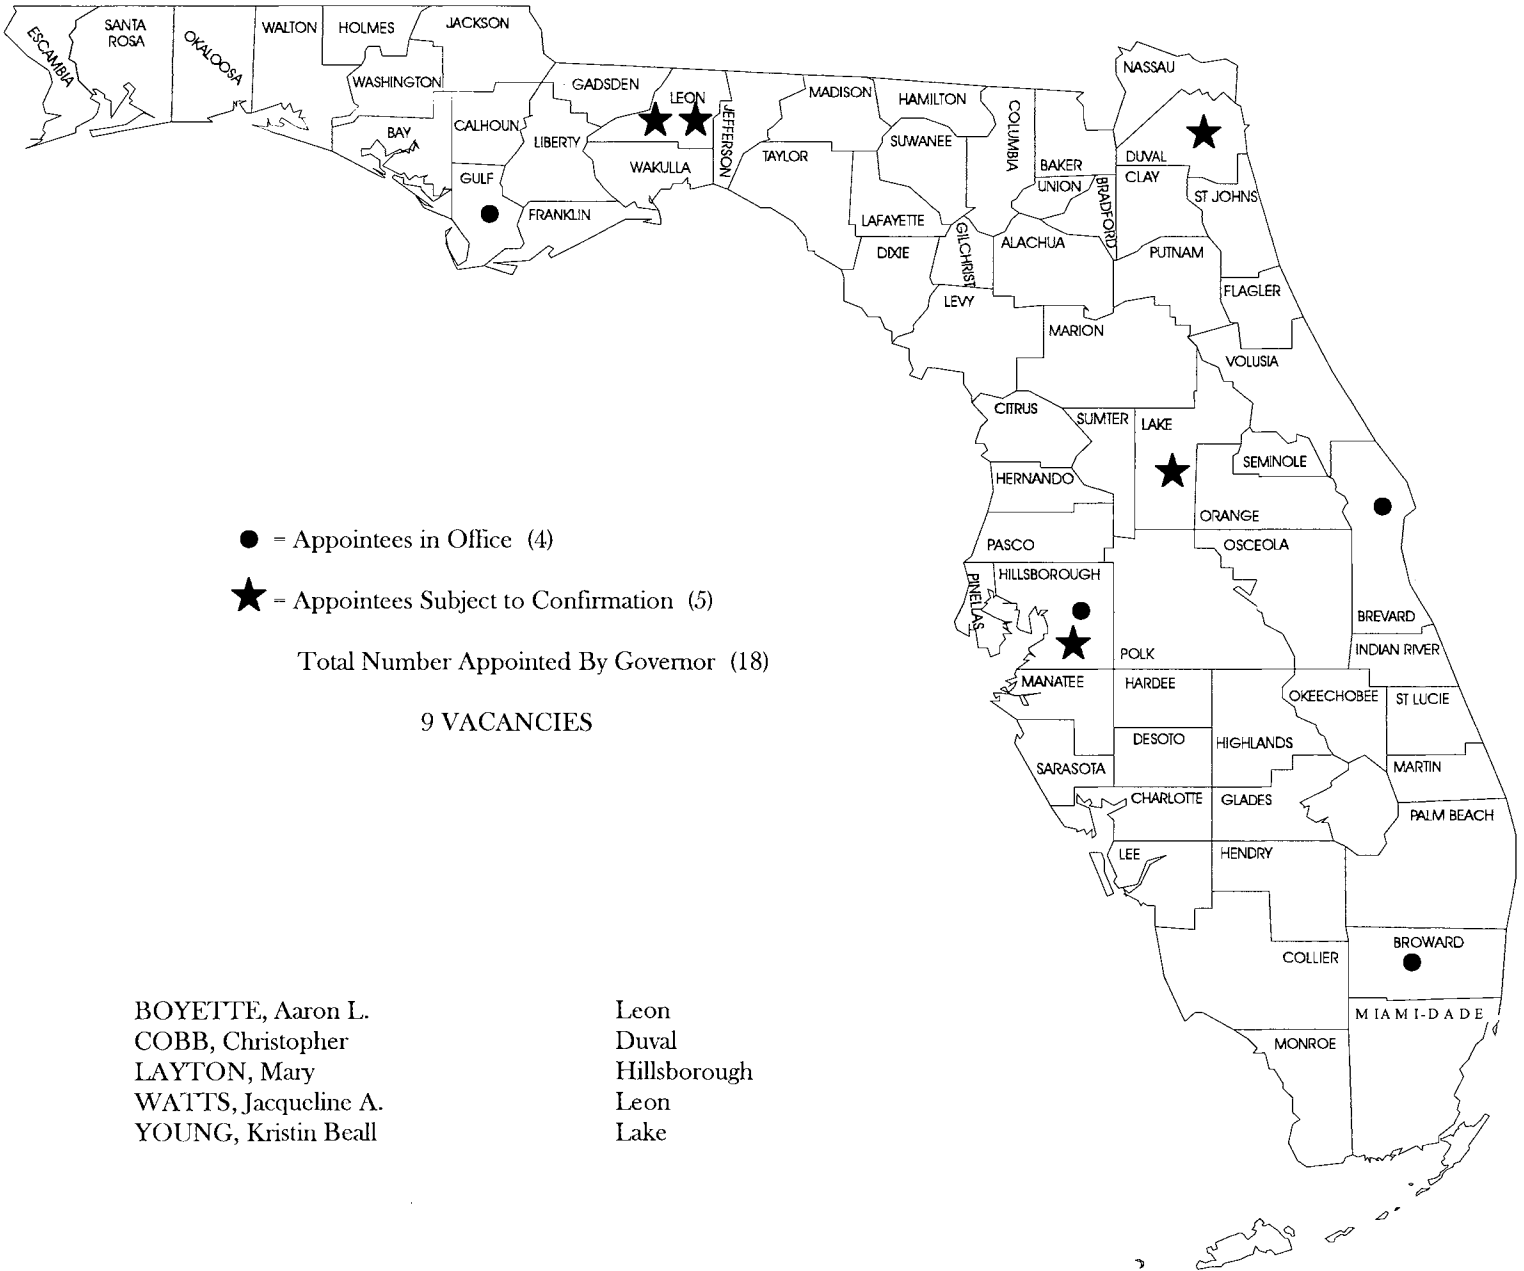 ESCAMBIA
SANTA
ROSA
OKALOOSA
WALTON
HOLMES
JACKSON
WASHINGTON
BAY
CALHOUN
GULF
GADSDEN
LIBERTY
FRANKLIN
LEON
WAKULLA
JEFFERSON
MADISON
TAYLOR
HAMILTON
SUWANEE
LAFAYETTE
DIXIE
COLUMBIA
GILCHRIST
BAKER
UNION
BRADFORD
ALACHUA
LEVY
NASSAU
DUVAL
CLAY
ST JOHNS
PUTNAM
FLAGLER
MARION
VOLUSIA
CITRUS
SUMTER
LAKE
SEMINOLE
HERNANDO
ORANGE
PASCO
OSCEOLA
HILLSBOROUGH
PINELLAS
BREVARD
POLK
INDIAN RIVER
MANATEE
HARDEE
OKEECHOBEE
ST LUCIE
DESOTO
HIGHLANDS
SARASOTA
MARTIN
CHARLOTTE
GLADES
PALM BEACH
LEE
HENDRY
BROWARD
COLLIER
MIAMI-DADE
MONROE
= Appointees in Office (4)
= Appointees Subject to Confirmation (5)
Total Number Appointed By Governor (18)
9 VACANCIES
BOYETTE, Aaron L. Leon
COBB, Christopher Duval
LAYTON, Mary Hillsborough
WATTS, Jacqueline A. Leon
YOUNG, Kristin Beall Lake